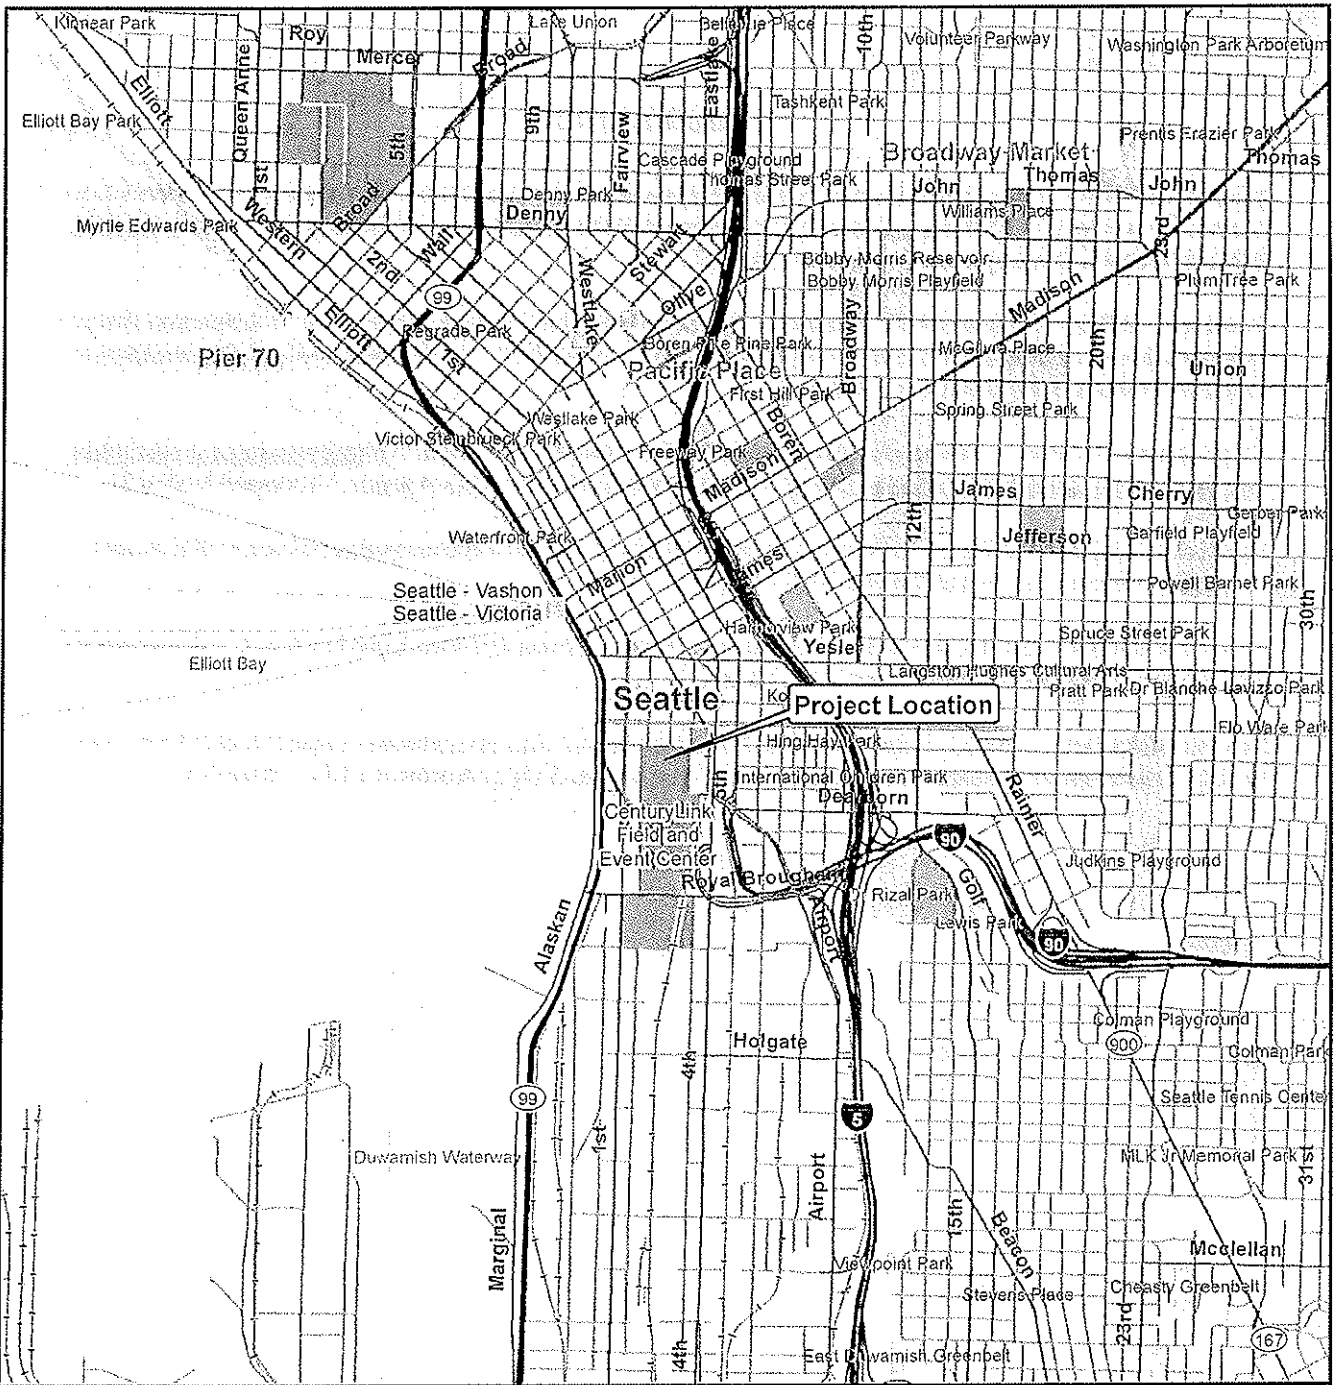 Kinnear Park
Roy
Lake Union
Bellevue Place
10th
Volunteer Parkway
Washington Park Arboretum
Mercer
Broad
Elliott
Queen Anne
Eastlake
Tashkent Park
Elliott Bay Park
1st
5th
9th
Fairview
Prentis Frazier Park
Cascade Playground
Broadway Market
Thomas
Thomas Street Park
Thomas
John
John
Denny Park
Denny
Williams Place
Myrtle Edwards Park
Western
Broad
Wall
2nd
Stewart
23rd
Westlake
Bobby Morris Reservoir
Bobby Morris Playfield
Plum Tree Park
Olive
Madison
99
Elliott
Regrade Park
1st
Pier 70
Boren Pike Pine Park
Broadway
McGilvra Place
20th
Pacific Place
Union
First Hill Park
Westlake Park
Boren
Spring Street Park
Victor Steinbrueck Park
Freeway Park
Madison
James
Cherry
12th
Gerber Park
Jefferson
Garfield Playfield
Waterfront Park
Marion
James
Seattle - Vashon
Seattle - Victoria
Powell Barnet Park
30th
Harborview Park
Yesler
Spruce Street Park
Elliott Bay
Langston Hughes Cultural Arts
Pratt Park
Dr Blanche Lavizzo Park
Seattle
Ko
Project Location
Flo Ware Park
Hing Hay Park
5th
International Children Park
Dearborn
Rainier
CenturyLink
Field and
Event Center
90
Judkins Playground
Royal Brougham
Rizal Park
Golf
Airport
Lewis Park
90
Alaskan
Colman Playground
900
Holgate
Colman Park
4th
99
Seattle Tennis Cente
5
1st
Duwamish Waterway
MLK Jr Memorial Park
31st
Airport
15th
Marginal
Beacon
Mcclellan
Viewpoint Park
Cheasty Greenbelt
Stevens Place
23rd
167
4th
East Duwamish Greenbelt